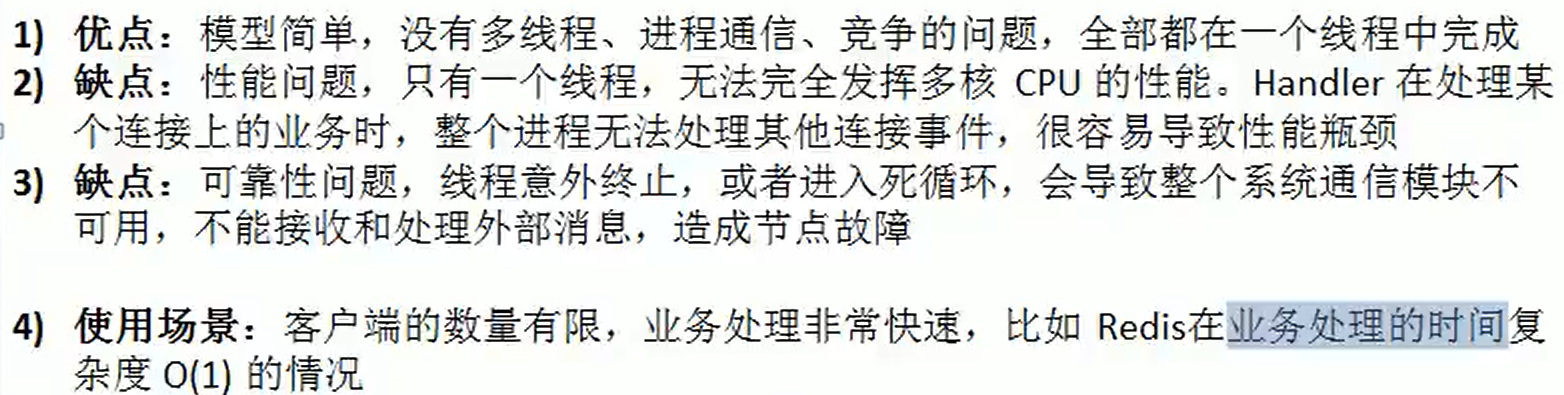 1) 优点：模型简单，没有多线程、进程通信、竞争的问题，全部都在一个线程中完成
2) 缺点：性能问题，只有一个线程，无法完全发挥多核 CPU 的性能。Handler 在处理某
个连接上的业务时，整个进程无法处理其他连接事件，很容易导致性能瓶颈
3) 缺点：可靠性问题，线程意外终止，或者进入死循环，会导致整个系统通信模块不
可用，不能接收和处理外部消息，造成节点故障
4) 使用场景：客户端的数量有限，业务处理非常快速，比如 Redis在业务处理的时间复
杂度 O(1) 的情况